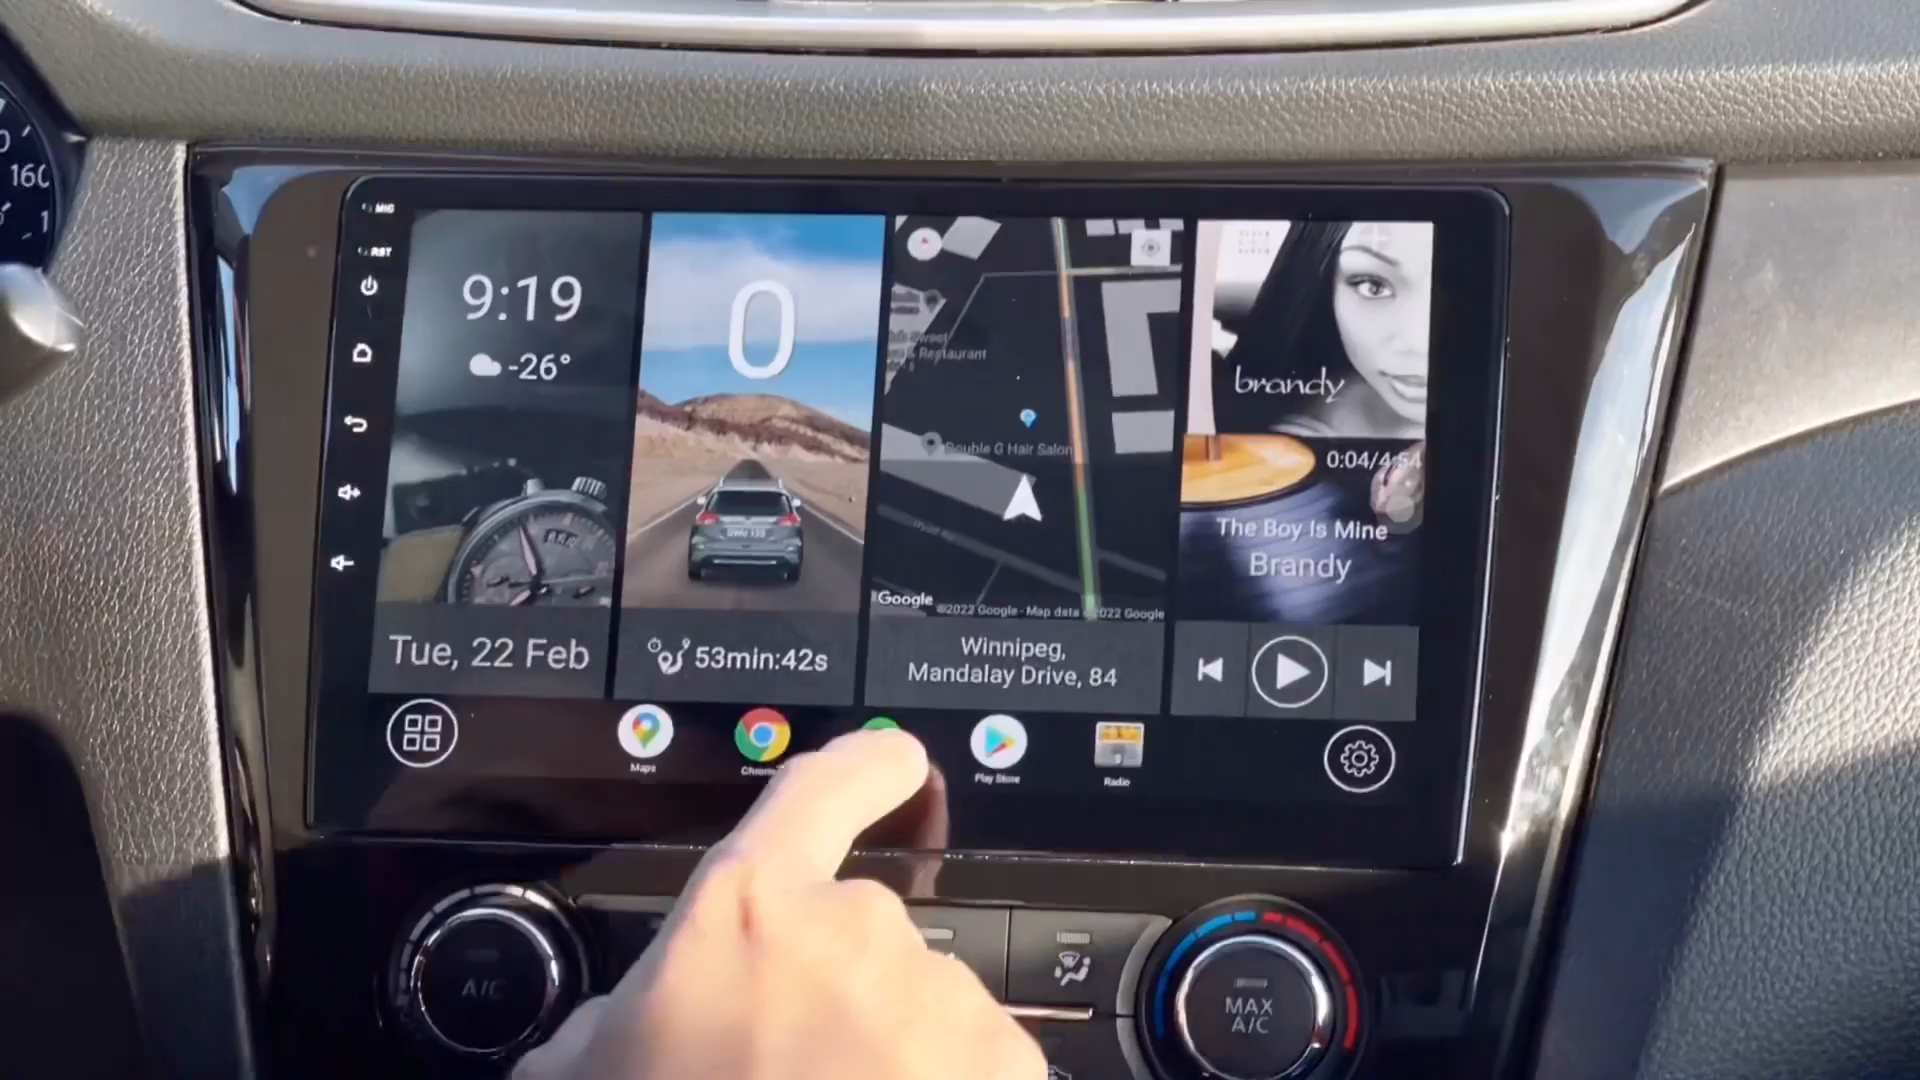 160
MIC
RST
9:19
-26°
Tue, 22 Feb
0
53min:42s
Restaurant
Double G Hair Salon
Google
©2022 Google - Map data ©2022 Google
Winnipeg,
Mandalay Drive, 84
brandy
0:04/4:54
The Boy Is Mine
Brandy
Maps
Chrome
Play Store
Radio
A/C
MAX
A/C